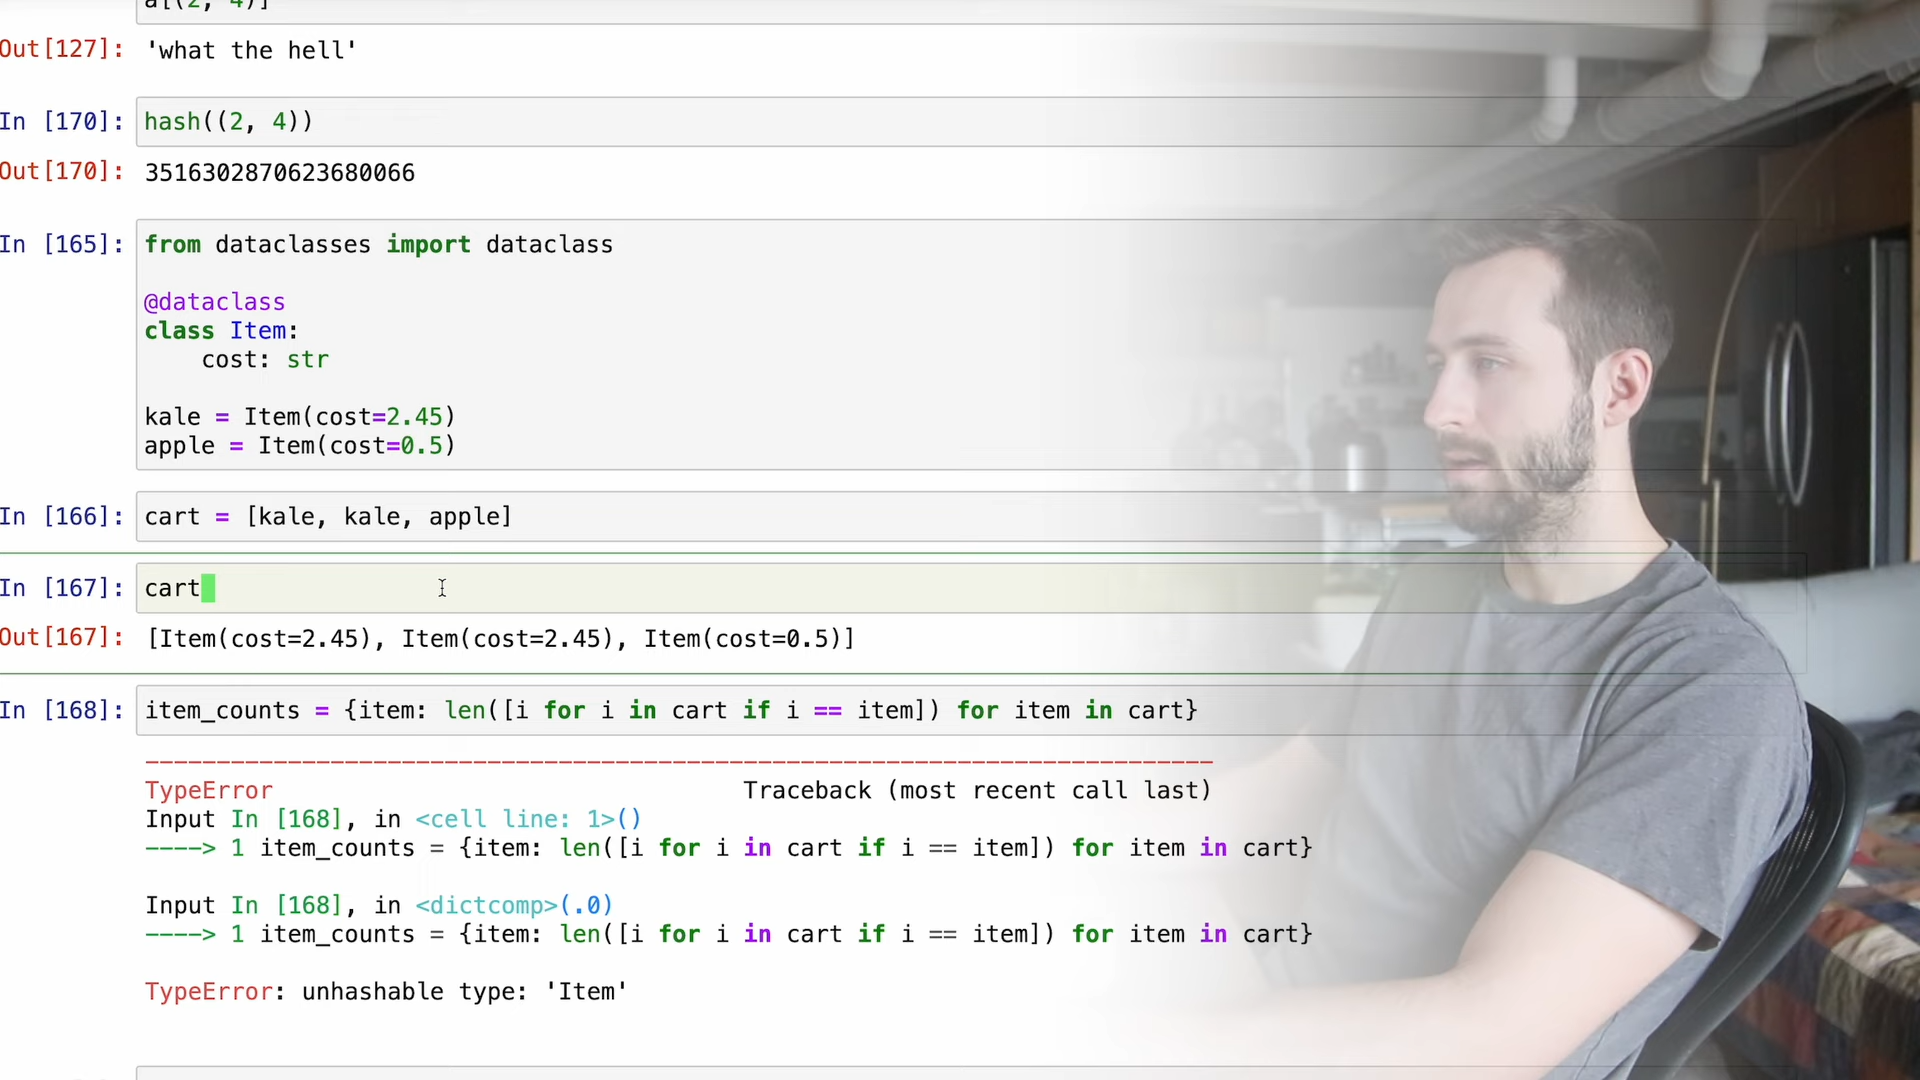 a[(2, 4)]
Out[127]: 'what the hell'
In [170]: hash((2, 4))
Out[170]: 3516302870623680066
In [165]: from dataclasses import dataclass
@dataclass
class Item:
    cost: str
kale = Item(cost=2.45)
apple = Item(cost=0.5)
In [166]: cart = [kale, kale, apple]
In [167]: cart
Out[167]: [Item(cost=2.45), Item(cost=2.45), Item(cost=0.5)]
In [168]: item_counts = {item: len([i for i in cart if i == item]) for item in cart}
---------------------------------------------------------------------------
TypeError Traceback (most recent call last)
Input In [168], in <cell line: 1>()
----> 1 item_counts = {item: len([i for i in cart if i == item]) for item in cart}
Input In [168], in <dictcomp>(.0)
----> 1 item_counts = {item: len([i for i in cart if i == item]) for item in cart}
TypeError: unhashable type: 'Item'